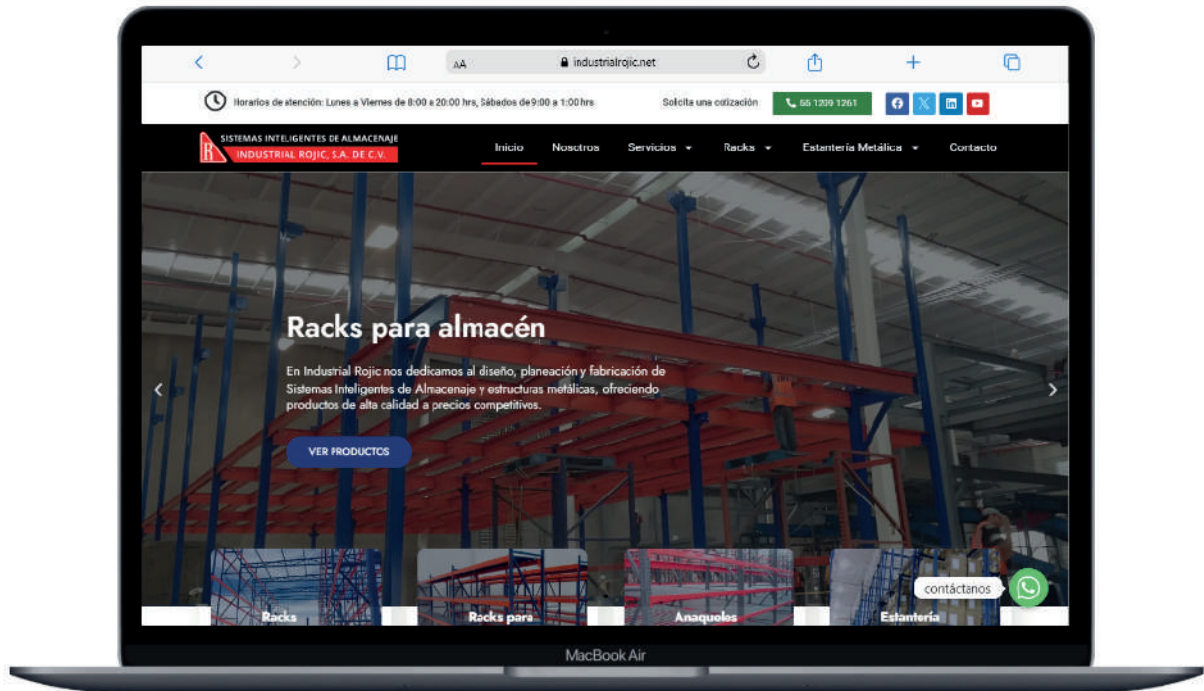 AA industrialrojic.net
Horarios de atención: Lunes a Viernes de 8:00 a 20:00 hrs, Sábados de 9:00 a 1:00 hrs Solicita una cotización 55 1209 1261
SISTEMAS INTELIGENTES DE ALMACENAJE
INDUSTRIAL ROJIC, S.A. DE C.V.
Inicio Nosotros Servicios Racks Estantería Metálica Contacto
Racks para almacén
En Industrial Rojic nos dedicamos al diseño, planeación y fabricación de
Sistemas Inteligentes de Almacenaje y estructuras metálicas, ofreciendo
productos de alta calidad a precios competitivos.
VER PRODUCTOS
contáctanos
Racks Racks para Anaqueles Estantería
MacBook Air